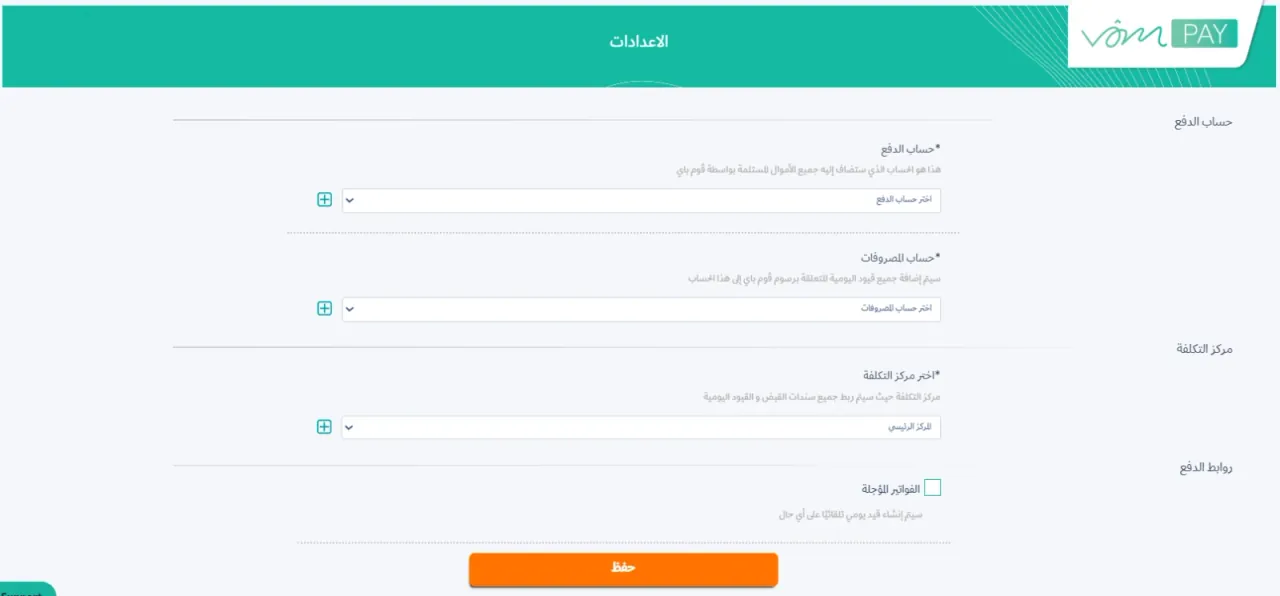 vôm PAY
الاعدادات
حساب الدفع
*حساب الدفع
هذا هو الحساب الذي ستضاف إليه جميع الأموال المستلمة بواسطة ڤوم باي
اختر حساب الدفع
*حساب المصروفات
سيتم إضافة جميع قيود اليومية المتعلقة برسوم ڤوم باي إلى هذا الحساب
اختر حساب المصروفات
مركز التكلفة
*اختر مركز التكلفة
مركز التكلفة حيث سيتم ربط جميع سندات القبض و القيود اليومية
المركز الرئيسي
روابط الدفع
الفواتير المؤجلة
سيتم إنشاء قيد يومي تلقائيًا على أي حال
حفظ